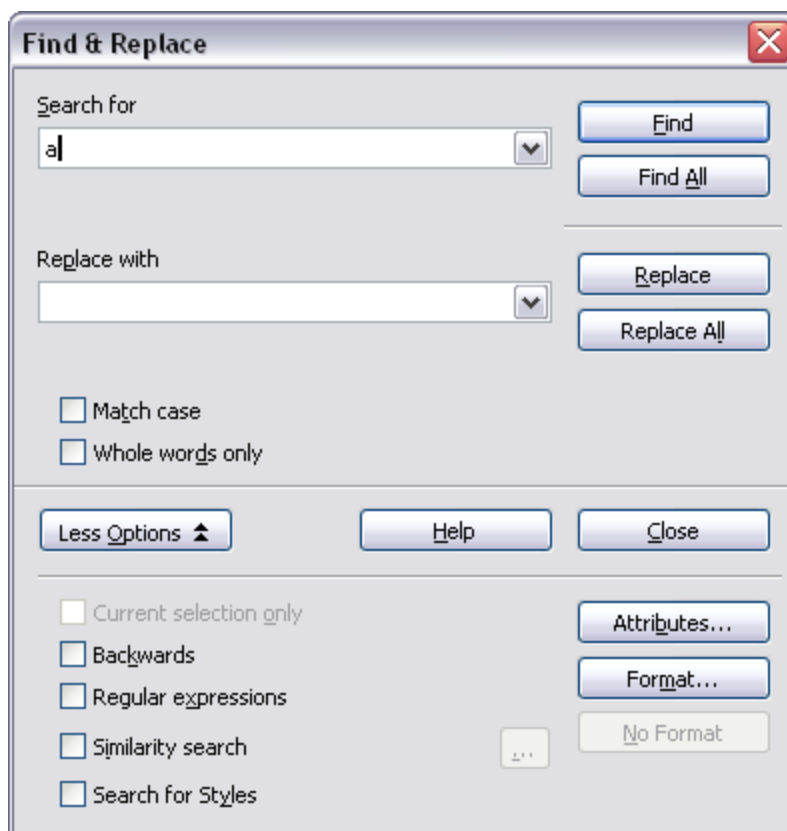 Find & Replace
Search for
a
Find
Find All
Replace with
Replace
Replace All
Match case
Whole words only
Less Options
Help
Close
Current selection only
Attributes...
Backwards
Regular expressions
Format...
Similarity search
...
No Format
Search for Styles